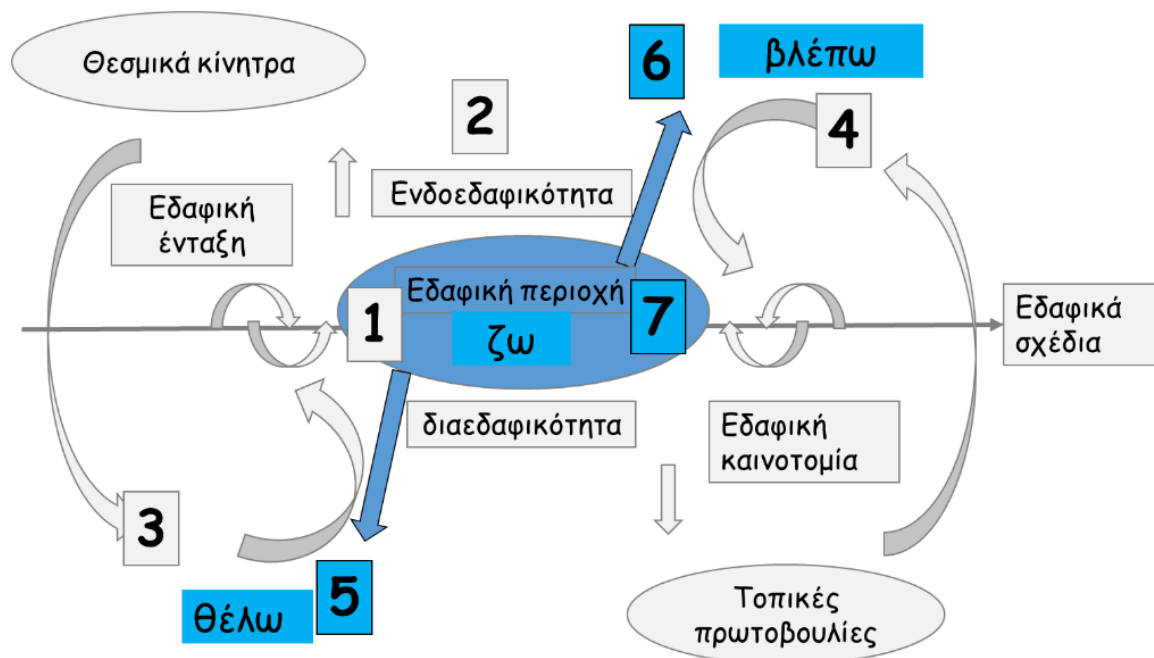 Θεσμικά κίνητρα
6
βλέπω
2
4
Ενδοεδαφικότητα
Εδαφική
ένταξη
Εδαφική περιοχή
1
7
ζω
Εδαφικά
σχέδια
διαεδαφικότητα
Εδαφική
καινοτομία
3
5
θέλω
Τοπικές
πρωτοβουλίες